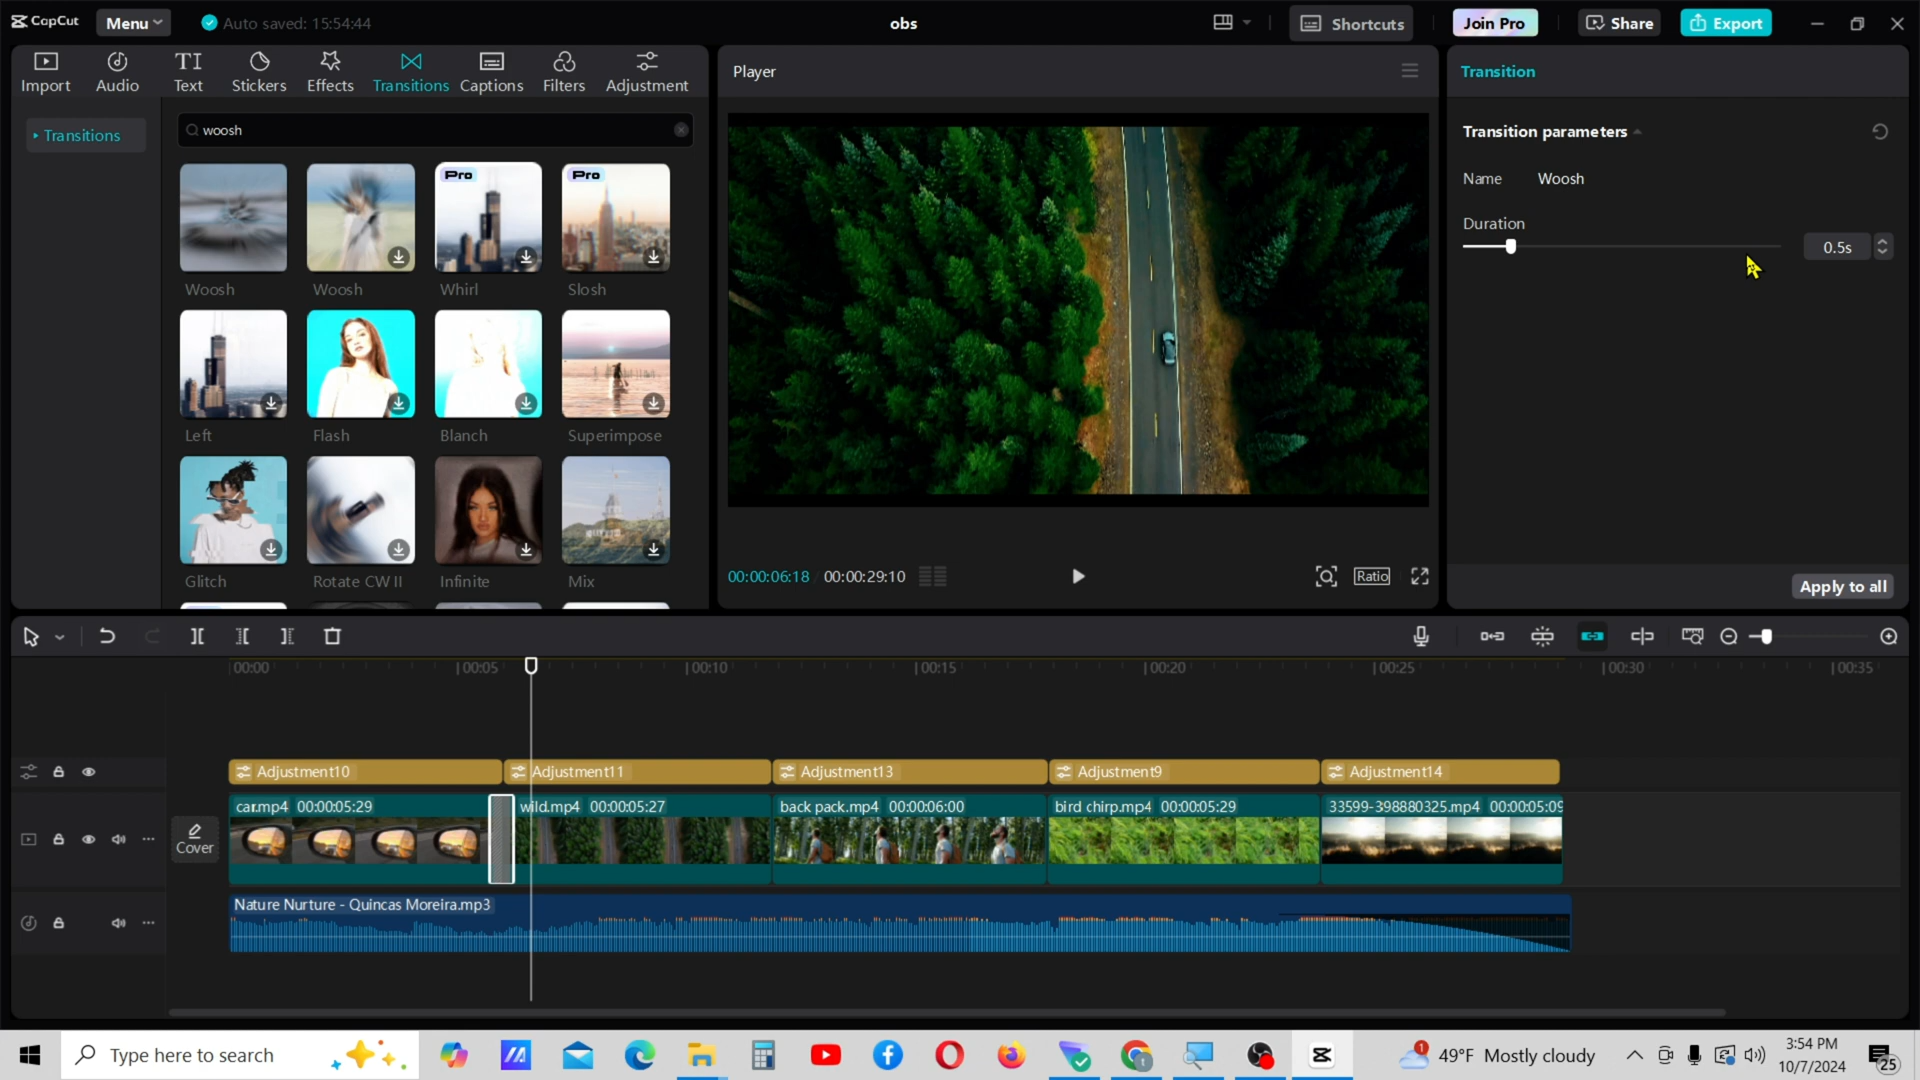 CapCut
Menu
Auto saved: 15:54:44
obs
Shortcuts
Join Pro
Share
Export
Import
Audio
Text
Stickers
Effects
Transitions
Captions
Filters
Adjustment
Player
Transition
Transitions
woosh
Transition parameters
Name
Woosh
Duration
0.5s
Pro
Pro
Woosh
Woosh
Whirl
Slosh
Left
Flash
Blanch
Superimpose
Glitch
Rotate CW II
Infinite
Mix
00:00:06:18
00:00:29:10
Ratio
Apply to all
00:00
00:05
00:10
00:15
00:20
00:25
00:30
00:35
Adjustment10
Adjustment11
Adjustment13
Adjustment9
Adjustment14
Cover
car.mp4 00:00:05:29
wild.mp4 00:00:05:27
back pack.mp4 00:00:06:00
bird chirp.mp4 00:00:05:29
33599-398880325.mp4 00:00:05:09
Nature Nurture - Quincas Moreira.mp3
Type here to search
1
49°F Mostly cloudy
3:54 PM
10/7/2024
25